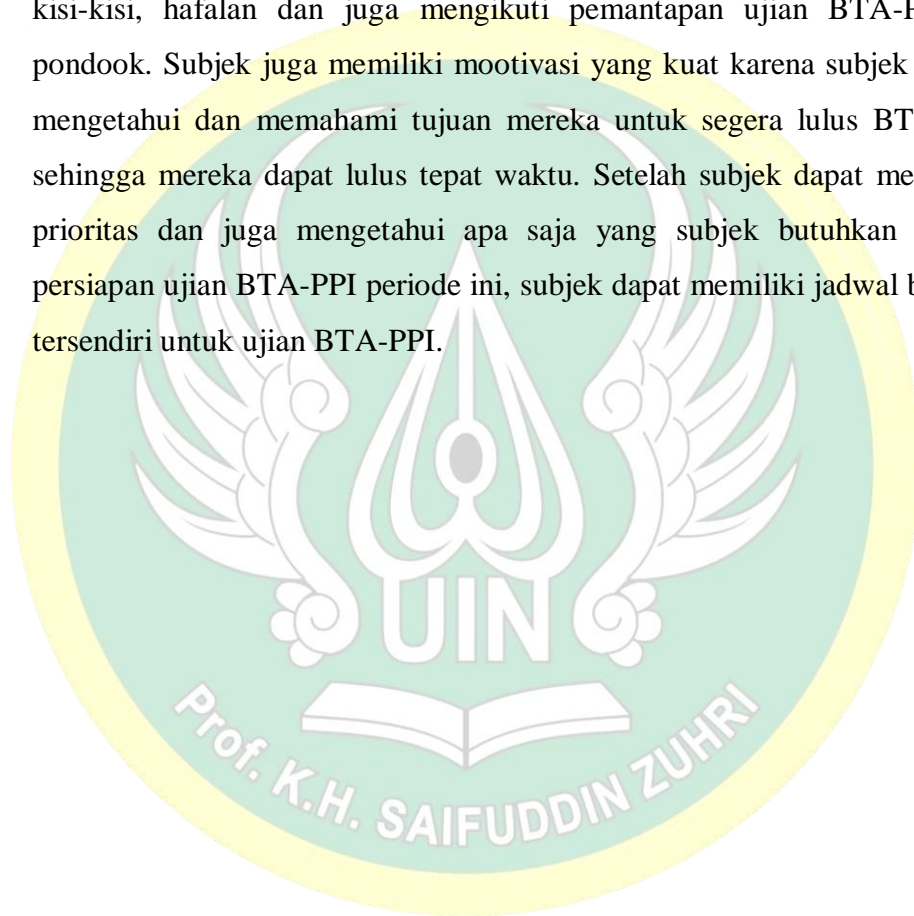 kisi-kisi, hafalan dan juga mengikuti pemantapan ujian BTA-P
pondook. Subjek juga memiliki mootivasi yang kuat karena subjek
mengetahui dan memahami tujuan mereka untuk segera lulus BT
sehingga mereka dapat lulus tepat waktu. Setelah subjek dapat me
prioritas dan juga mengetahui apa saja yang subjek butuhkan
persiapan ujian BTA-PPI periode ini, subjek dapat memiliki jadwal b
tersendiri untuk ujian BTA-PPI.
UIN
Prof. K.H. SAIFUDDIN ZUHRI